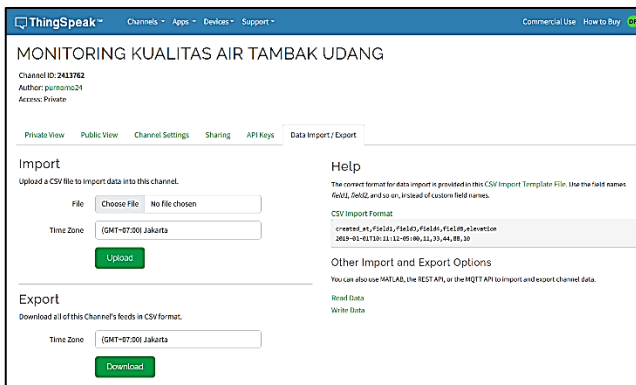 ThingSpeak™
Channels Apps Devices Support
Commercial Use How to Buy
MONITORING KUALITAS AIR TAMBAK UDANG
Channel ID: 2413762
Author: purnomo24
Access: Private
Private View Public View Channel Settings Sharing API Keys Data Import / Export
Import
Upload a CSV file to import data into this channel.
File Choose File No file chosen
Time Zone (GMT+07:00) Jakarta
Upload
Export
Download all of this Channel's feeds in CSV format.
Time Zone (GMT+07:00) Jakarta
Download
Help
The correct format for data import is provided in this CSV Import Template File. Use the field names
field1, field2, and so on, instead of custom field names.
CSV Import Format
created_at,field1,field3,field4,field8,elevation
2019-01-01T10:11:12-05:00,11,33,44,88,10
Other Import and Export Options
You can also use MATLAB, the REST API, or the MQTT API to import and export channel data.
Read Data
Write Data